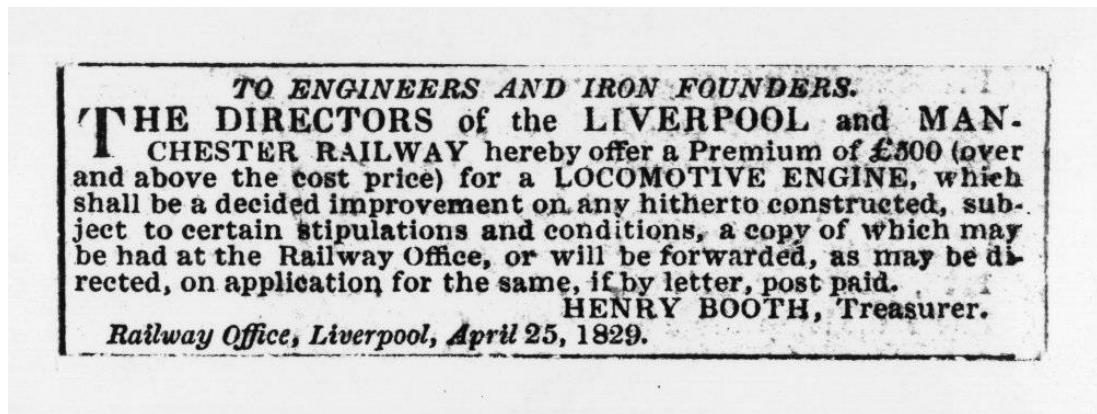 TO ENGINEERS AND IRON FOUNDERS.
THE DIRECTORS of the LIVERPOOL and MAN-
CHESTER RAILWAY hereby offer a Premium of £500 (over
and above the cost price) for a LOCOMOTIVE ENGINE, which
shall be a decided improvement on any hitherto constructed, sub-
ject to certain stipulations and conditions, a copy of which may
be had at the Railway Office, or will be forwarded, as may be di-
rected, on application for the same, if by letter, post paid.
HENRY BOOTH, Treasurer.
Railway Office, Liverpool, April 25, 1829.